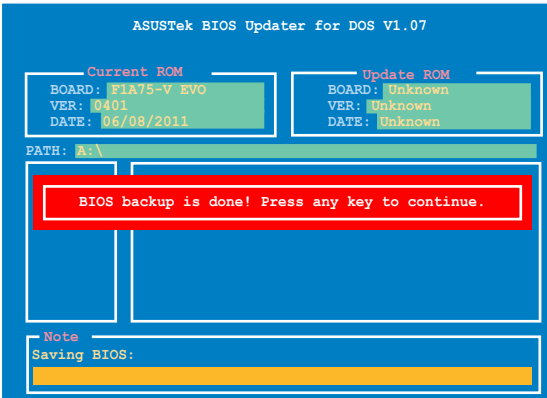 ASUSTek BIOS Updater for DOS V1.07
Current ROM
BOARD: F1A75-V EVO
VER: 0401
DATE: 06/08/2011
Update ROM
BOARD: Unknown
VER: Unknown
DATE: Unknown
PATH: A:\
BIOS backup is done! Press any key to continue.
Note
Saving BIOS: